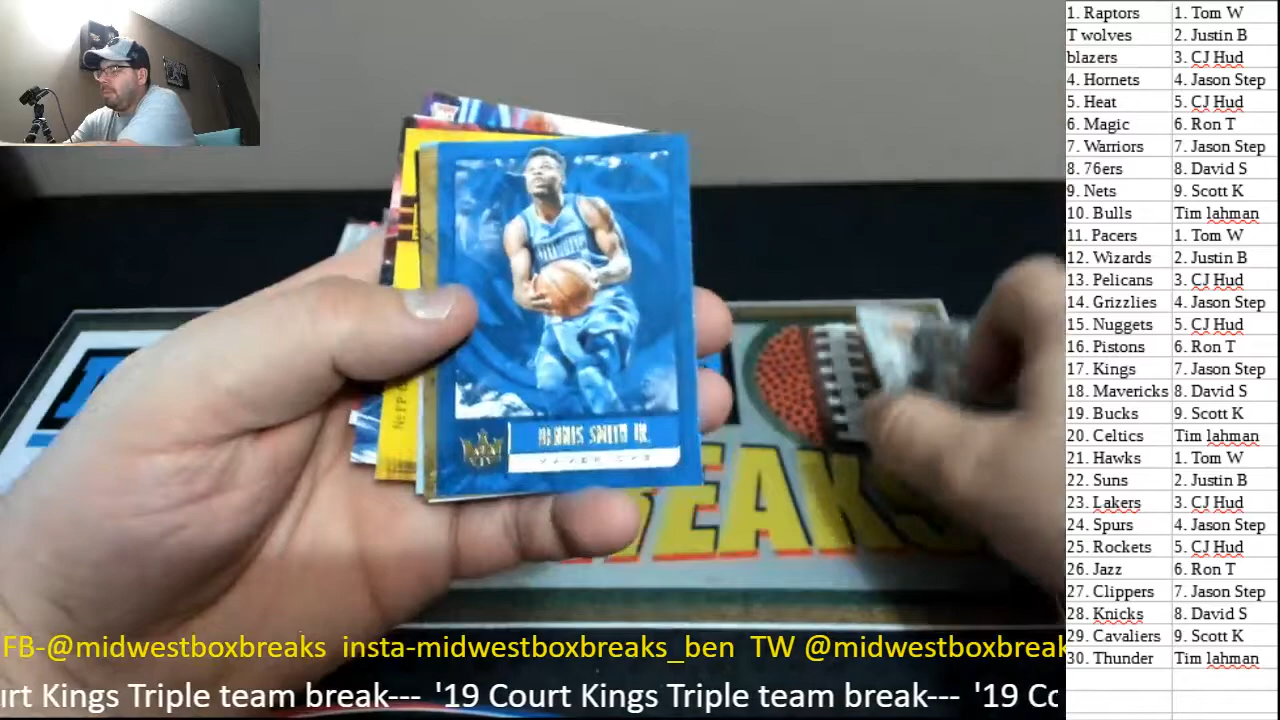 1. Raptors 1. Tom W
T wolves 2. Justin B
blazers 3. CJ Hud
4. Hornets 4. Jason Step
5. Heat 5. CJ Hud
6. Magic 6. Ron T
7. Warriors 7. Jason Step
8. 76ers 8. David S
9. Nets 9. Scott K
10. Bulls Tim lahman
11. Pacers 1. Tom W
12. Wizards 2. Justin B
13. Pelicans 3. CJ Hud
14. Grizzlies 4. Jason Step
15. Nuggets 5. CJ Hud
16. Pistons 6. Ron T
17. Kings 7. Jason Step
18. Mavericks 8. David S
19. Bucks 9. Scott K
20. Celtics Tim lahman
21. Hawks 1. Tom W
22. Suns 2. Justin B
23. Lakers 3. CJ Hud
24. Spurs 4. Jason Step
25. Rockets 5. CJ Hud
26. Jazz 6. Ron T
27. Clippers 7. Jason Step
28. Knicks 8. David S
29. Cavaliers 9. Scott K
30. Thunder Tim lahman
DENNIS SMITH JR.
MAVERICKS
BREAKS
FB-@midwestboxbreaks insta-midwestboxbreaks_ben TW @midwestboxbreak
urt Kings Triple team break--- '19 Court Kings Triple team break--- '19 Co